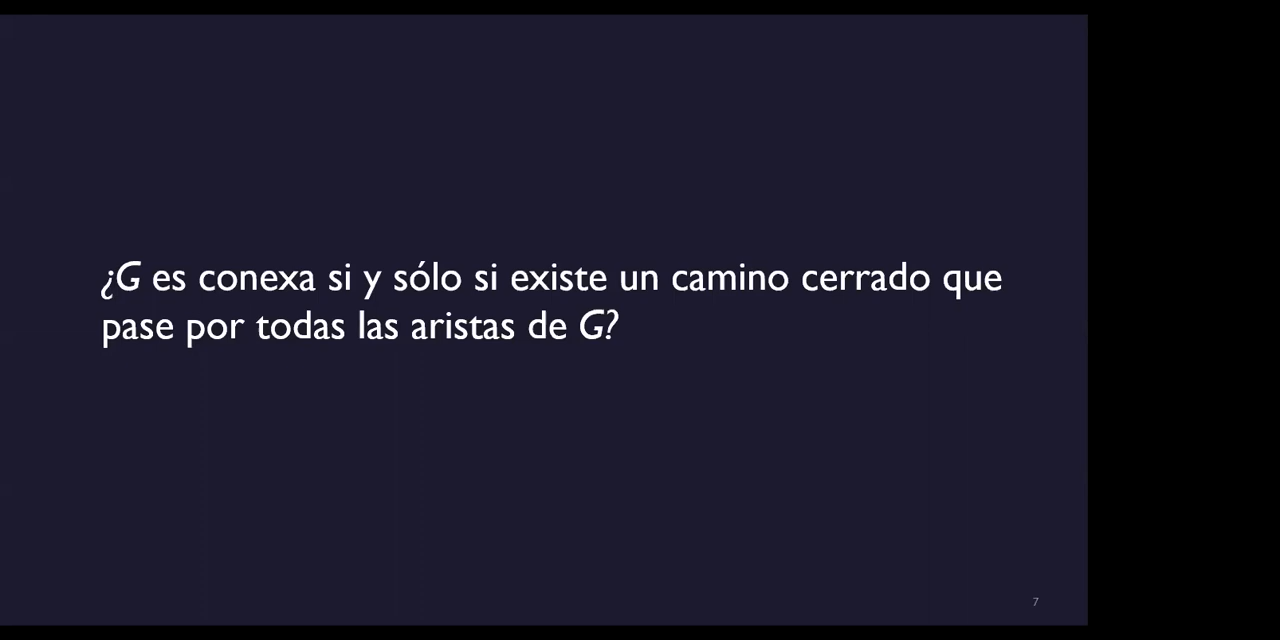 ¿G es conexa si y sólo si existe un camino cerrado que
pase por todas las aristas de G?
7